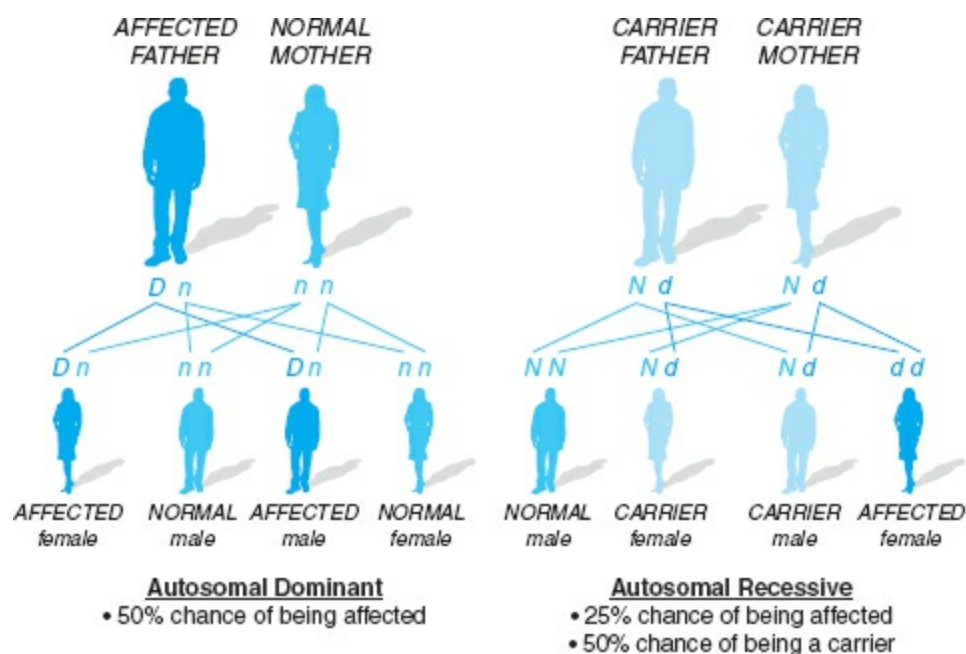 AFFECTED FATHER NORMAL MOTHER
D n n n
D n n n D n n n
AFFECTED female NORMAL male AFFECTED male NORMAL female
Autosomal Dominant
• 50% chance of being affected
CARRIER FATHER CARRIER MOTHER
N d N d
N N N d N d d d
NORMAL male CARRIER female CARRIER male AFFECTED female
Autosomal Recessive
• 25% chance of being affected
• 50% chance of being a carrier